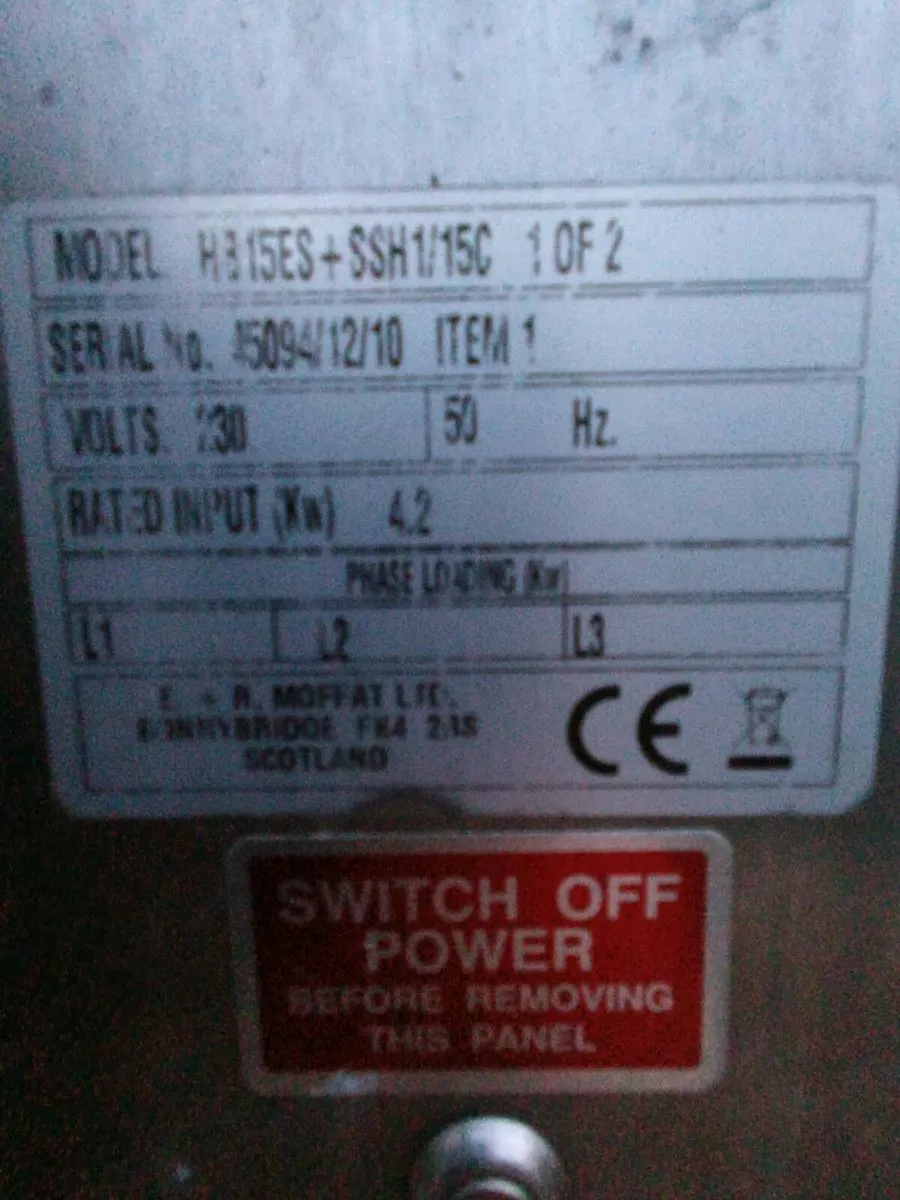 MODEL HB15ES+SSH1/15C 1 OF 2
SERIAL No. 45094/12/10 ITEM 1
VOLTS. 230 50 Hz.
RATED INPUT (Kw) 4.2
PHASE LOADING (Kw)
L1 L2 L3
E. + R. MOFFAT LTD.
BONNYBRIDGE FK4
SCOTLAND
CE
SWITCH OFF
POWER
BEFORE REMOVING
THIS PANEL